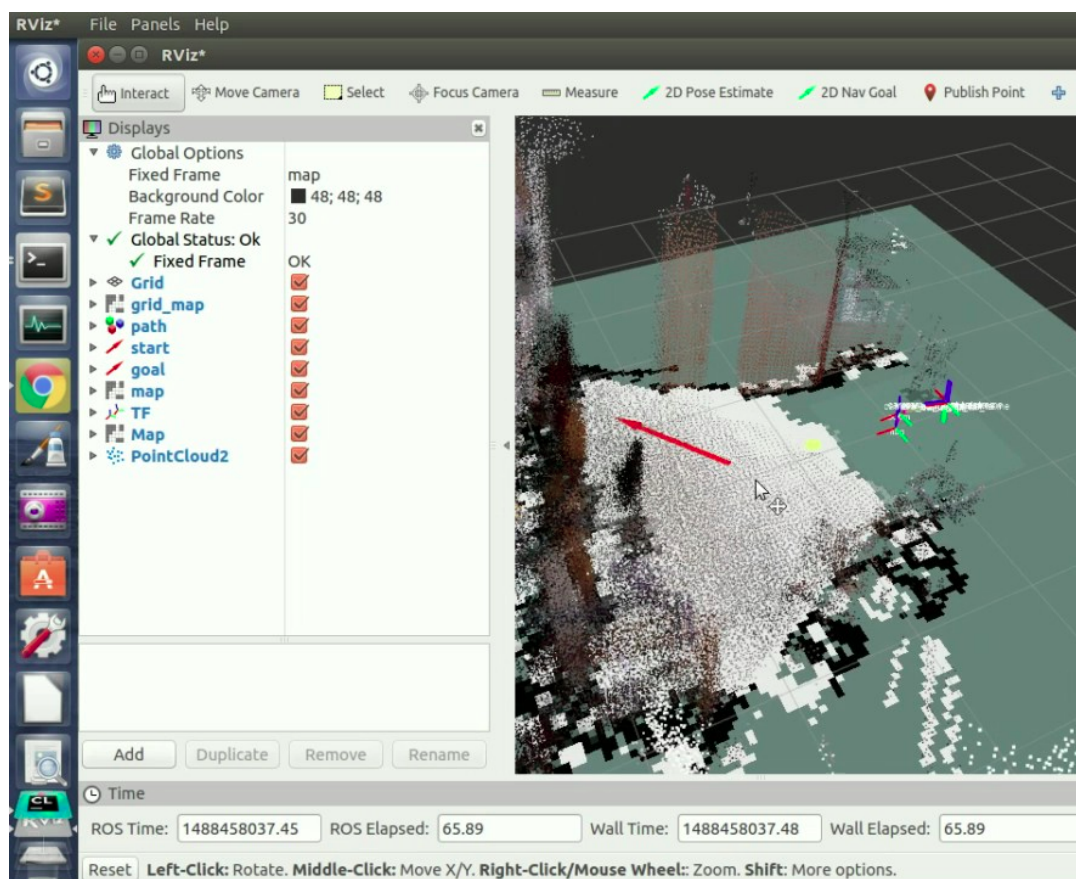 RViz* File Panels Help
RViz*
Interact Move Camera Select Focus Camera Measure 2D Pose Estimate 2D Nav Goal Publish Point
Displays
Global Options
Fixed Frame map
Background Color 48; 48; 48
Frame Rate 30
Global Status: Ok
Fixed Frame OK
Grid
grid_map
path
start
goal
map
TF
Map
PointCloud2
Add Duplicate Remove Rename
Time
ROS Time: 1488458037.45 ROS Elapsed: 65.89 Wall Time: 1488458037.48 Wall Elapsed: 65.89
Reset Left-Click: Rotate. Middle-Click: Move X/Y. Right-Click/Mouse Wheel:: Zoom. Shift: More options.
S
>_
A
CL